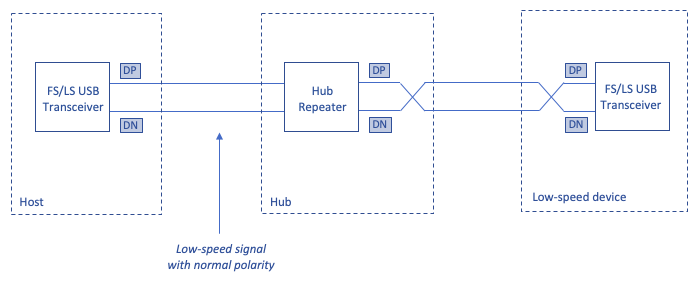 DP
FS/LS USB
Transceiver
DN
Host
Low-speed signal
with normal polarity
Hub
Repeater
DP
DN
Hub
DP
FS/LS USB
Transceiver
DN
Low-speed device